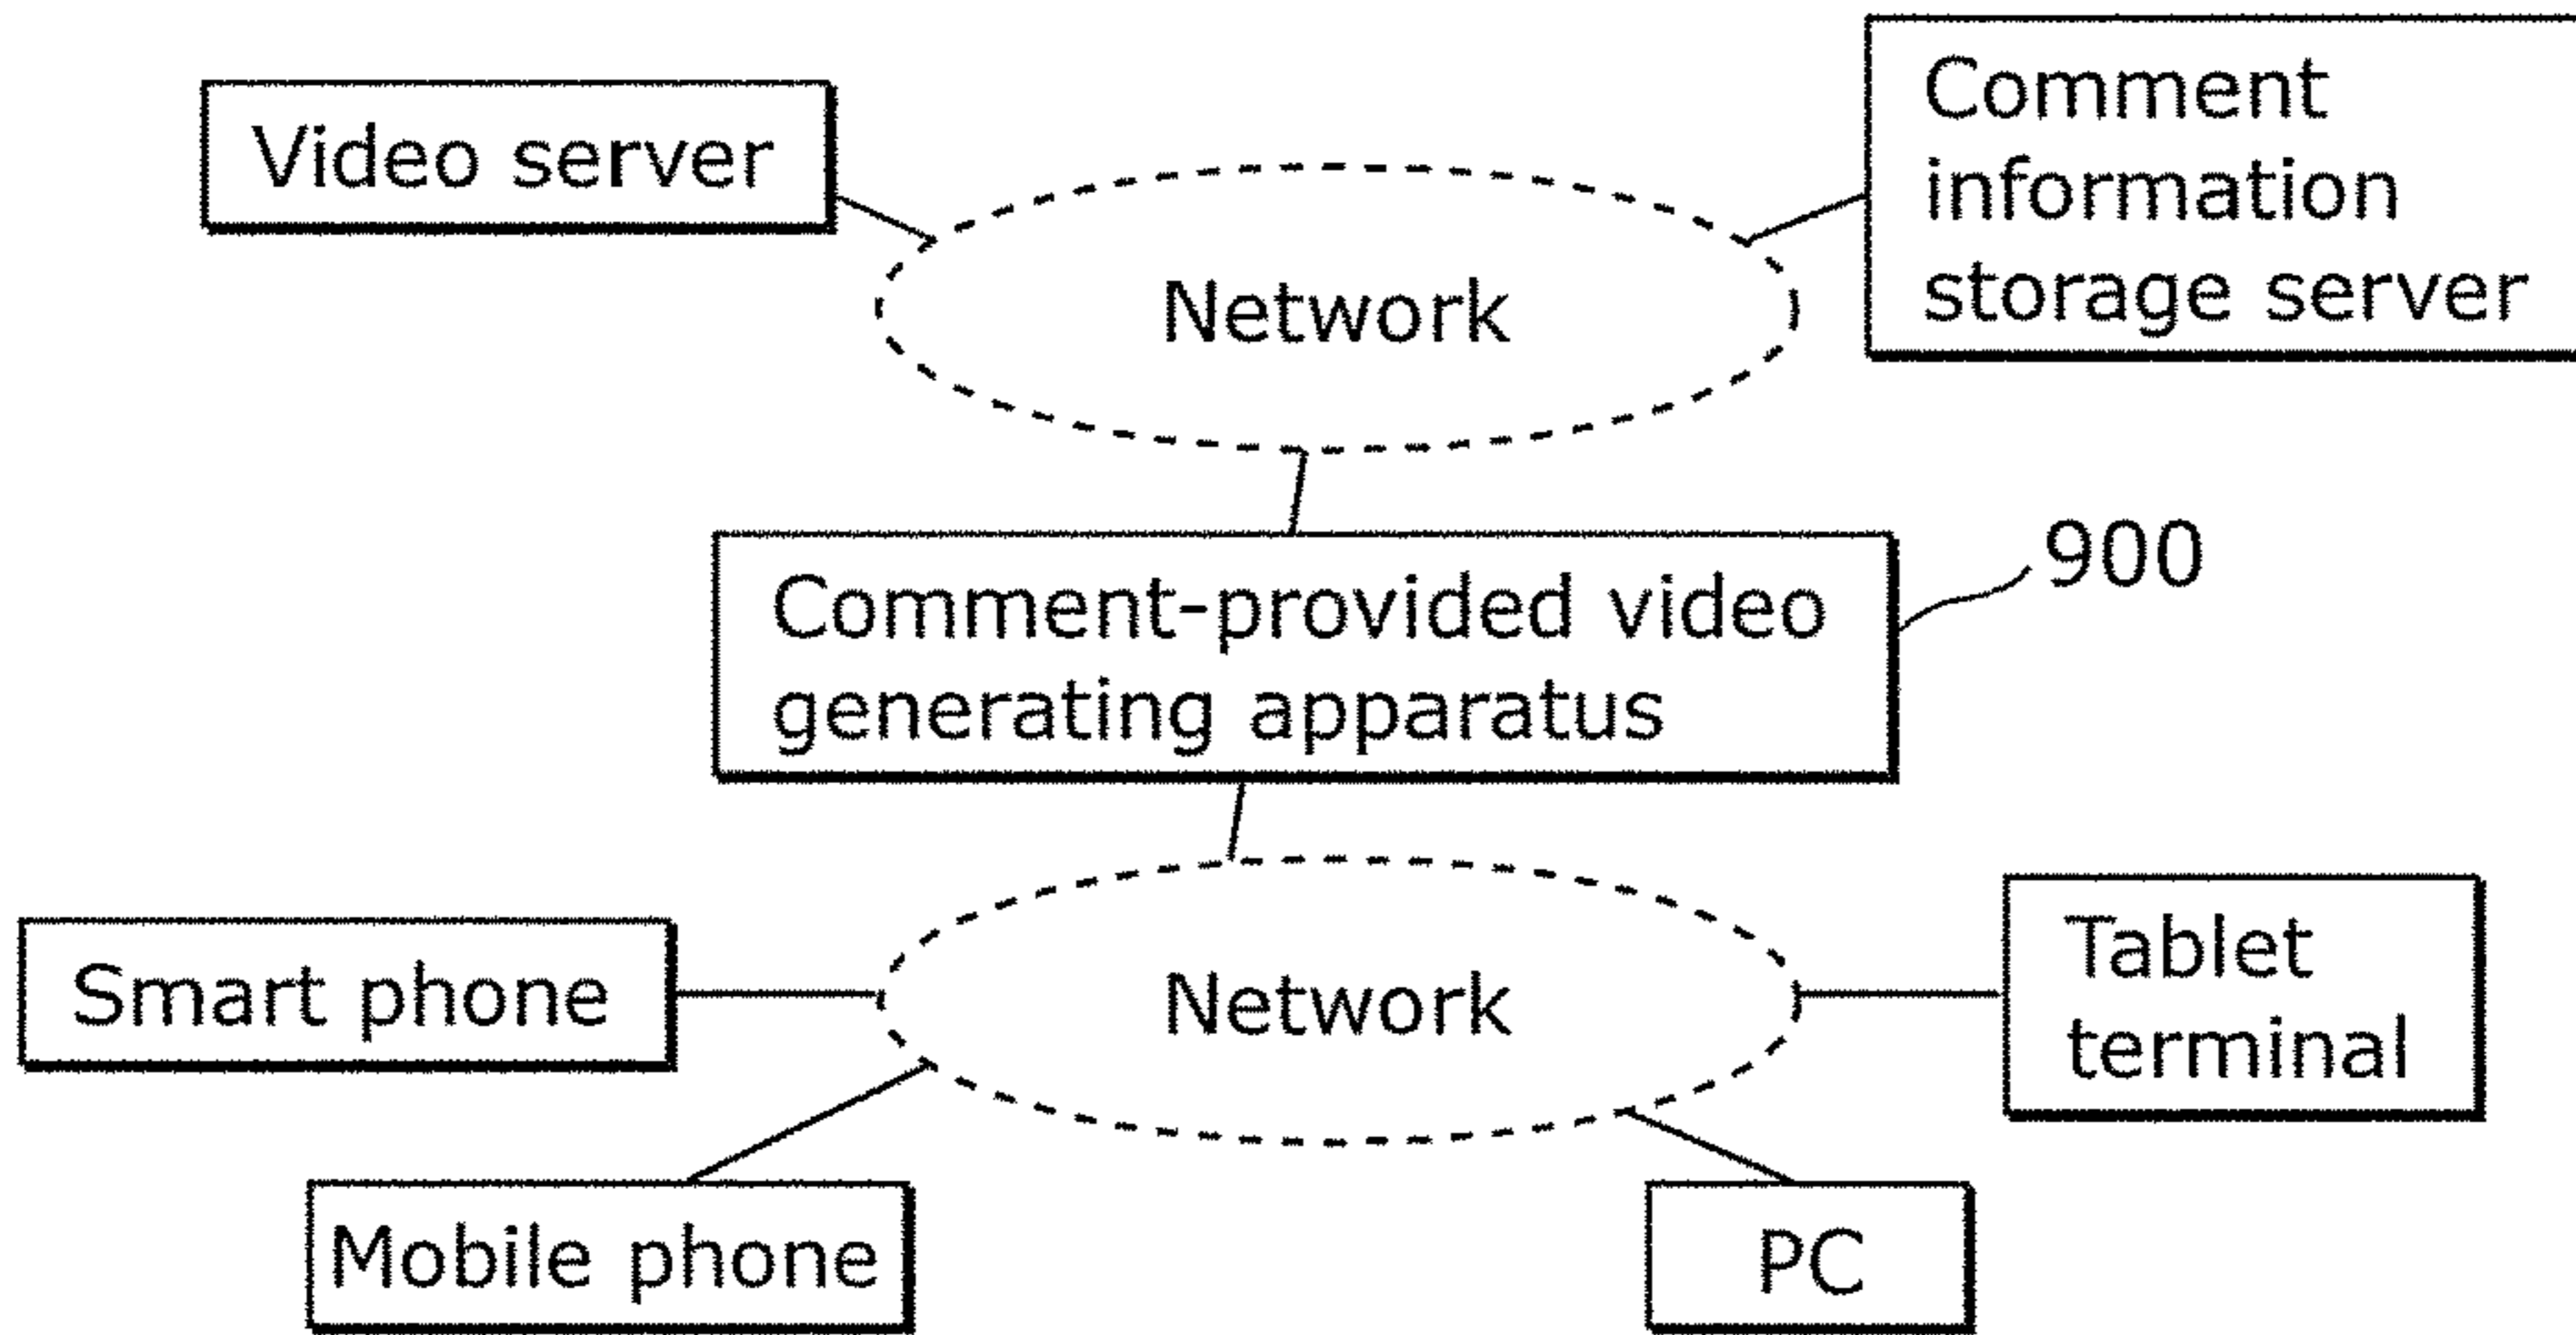 Video server
Comment
information
storage server
Network
Comment-provided video
generating apparatus
900
Smart phone
Network
Tablet
terminal
Mobile phone
PC